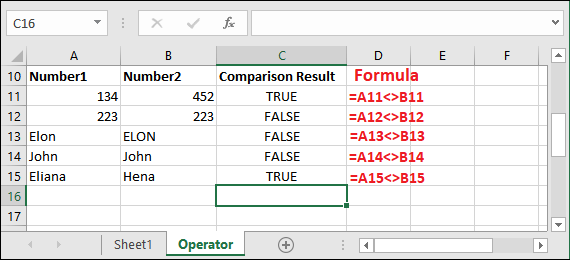 C16 fx
A B C D E F
10 Number1 Number2 Comparison Result Formula
11 134 452 TRUE =A11<>B11
12 223 223 FALSE =A12<>B12
13 Elon ELON FALSE =A13<>B13
14 John John FALSE =A14<>B14
15 Eliana Hena TRUE =A15<>B15
16
17
Sheet1 Operator